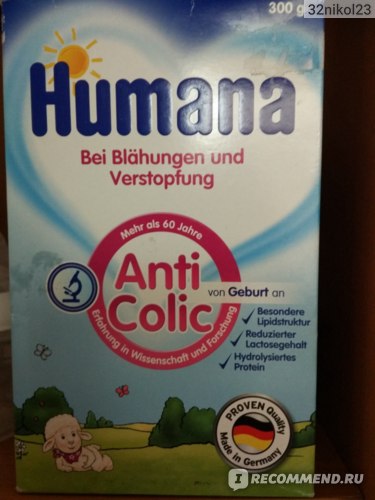 32nikol23
300 g
Humana
Bei Blähungen und
Verstopfung
Mehr als 60 Jahre
Anti
Colic
von Geburt an
Erfahrung in Wissenschaft und Forschung
Besondere
Lipidstruktur
Reduzierter
Lactosegehalt
Hydrolysiertes
Protein
PROVEN Quality
Made in Germany
IRECOMMEND.RU